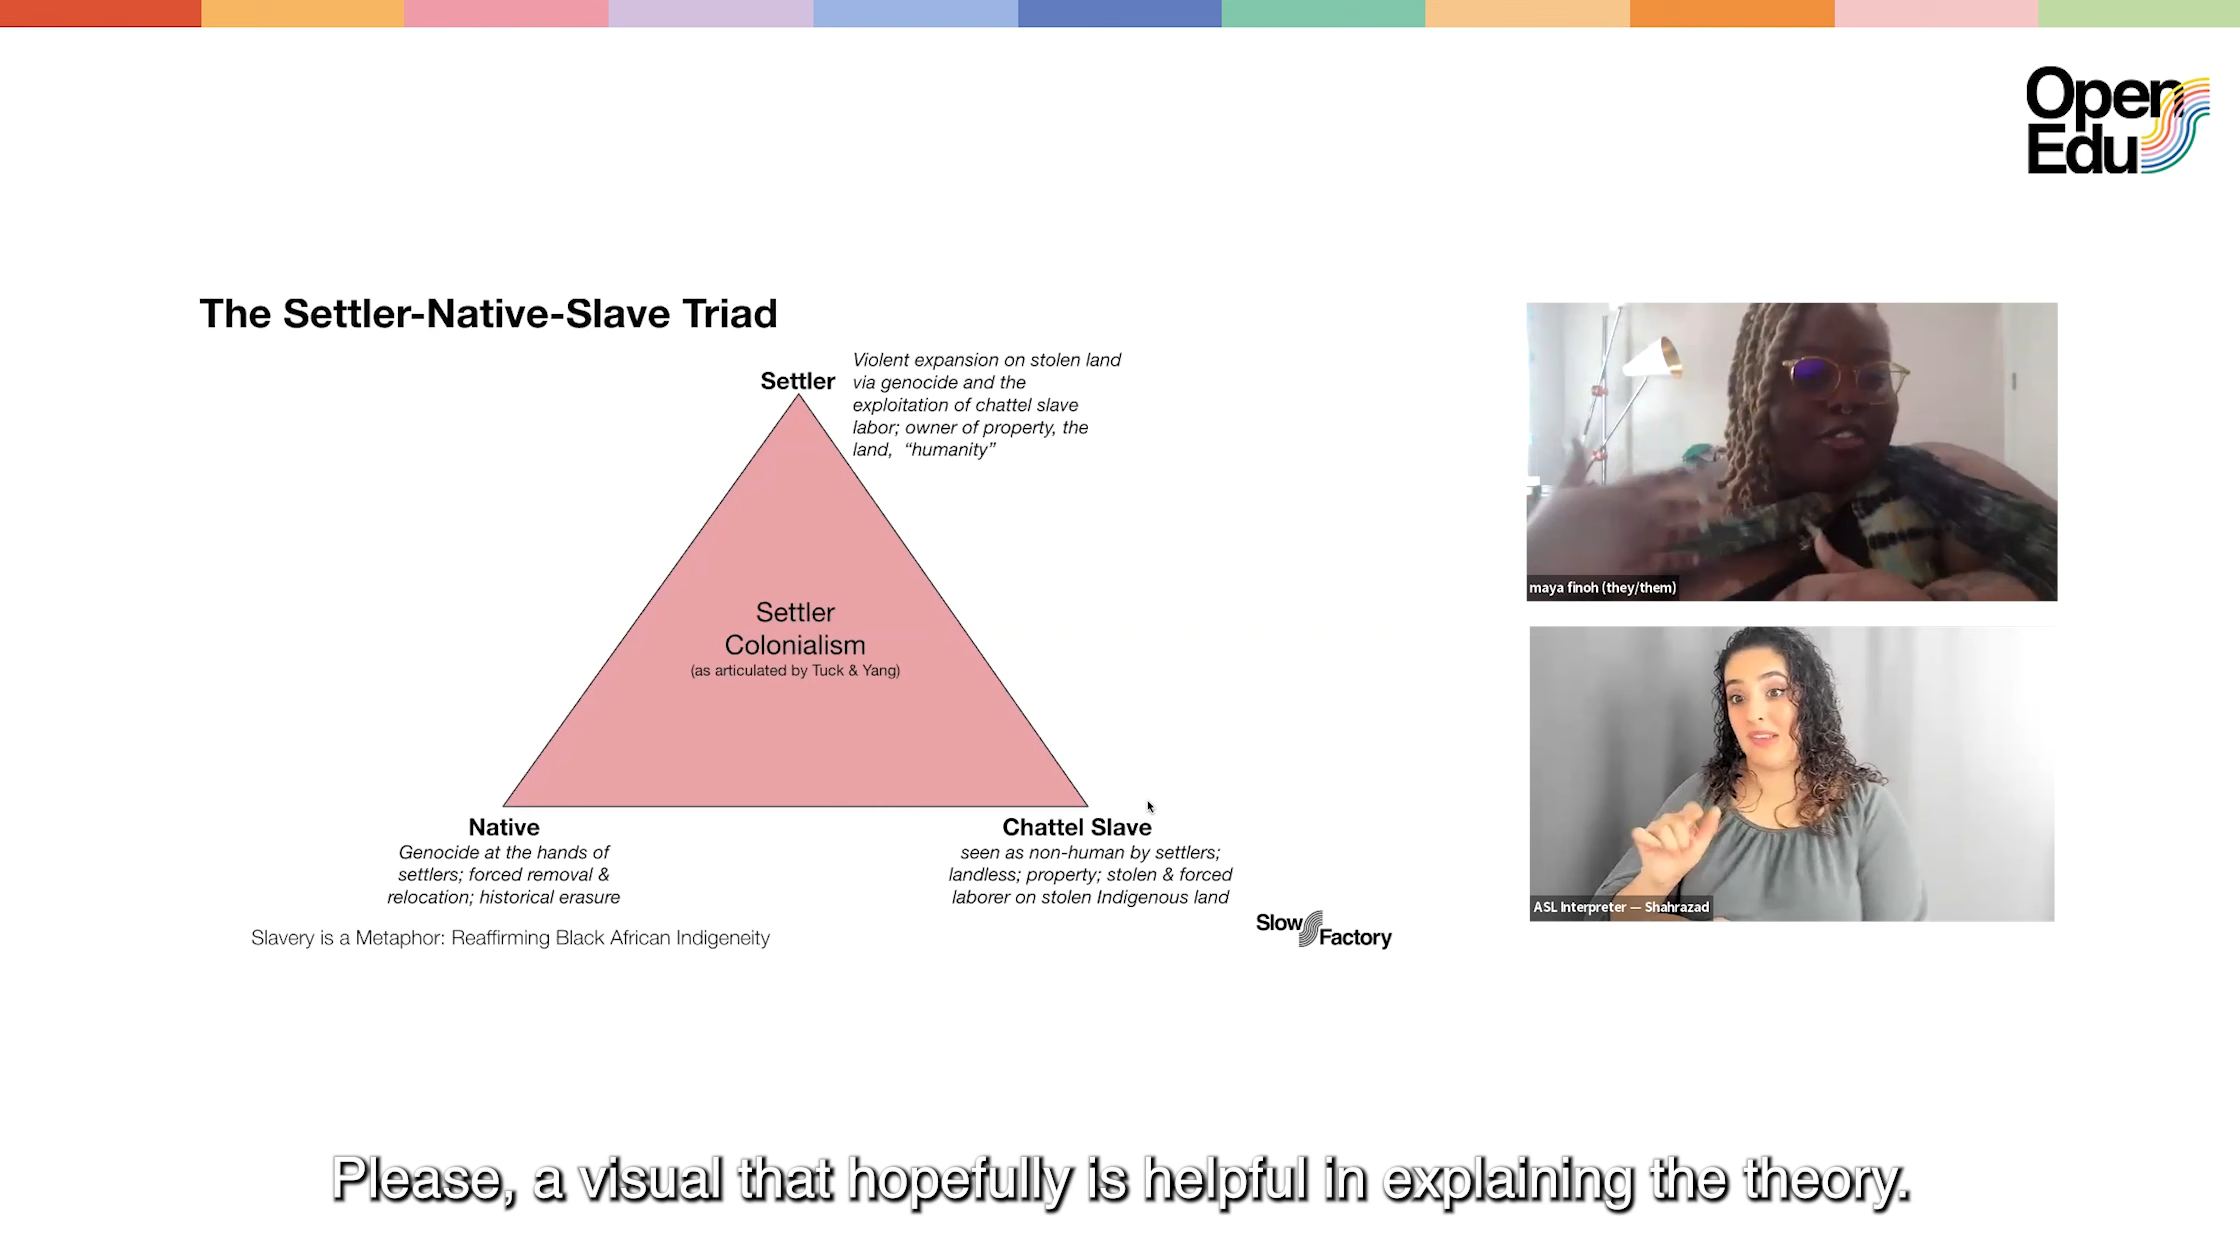 Open
Edu
The Settler-Native-Slave Triad
Settler
Violent expansion on stolen land
via genocide and the
exploitation of chattel slave
labor; owner of property, the
land, “humanity”
Settler
Colonialism
(as articulated by Tuck & Yang)
Native
Genocide at the hands of
settlers; forced removal &
relocation; historical erasure
Chattel Slave
seen as non-human by settlers;
landless; property; stolen & forced
laborer on stolen Indigenous land
Slavery is a Metaphor: Reaffirming Black African Indigeneity
Slow
Factory
maya finoh (they/them)
ASL Interpreter — Shahrazad
Please, a visual that hopefully is helpful in explaining the theory.